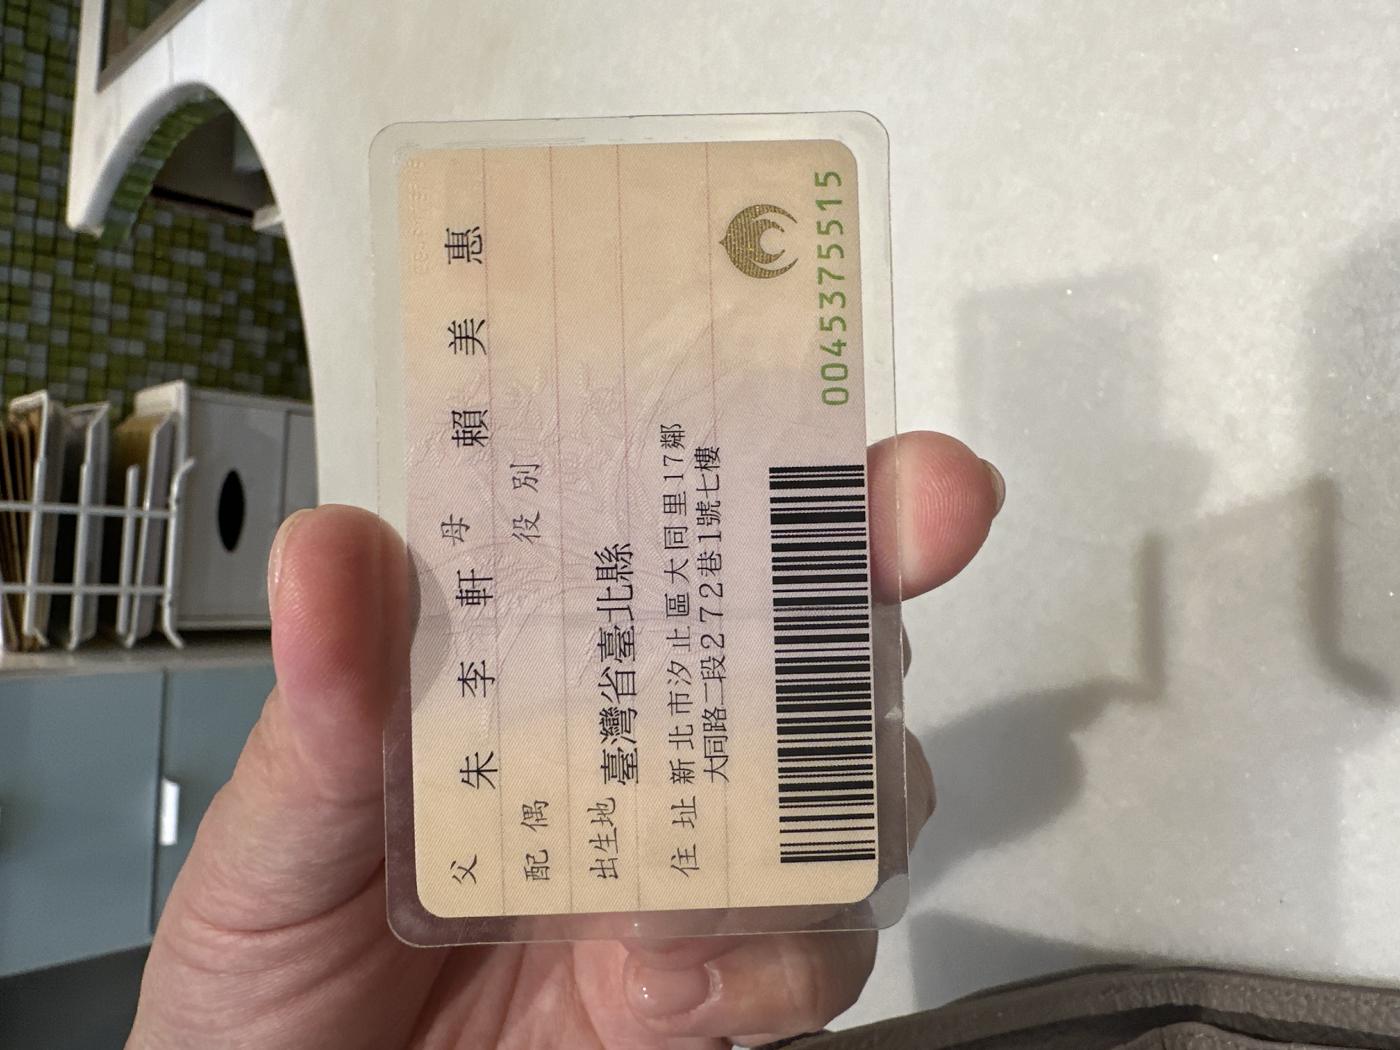 父 朱李軒 母 賴美惠
配偶 役別
出生地 臺灣省臺北縣
住址 新北市汐止區大同里17鄰
大同路二段272巷1號七樓
0045375515